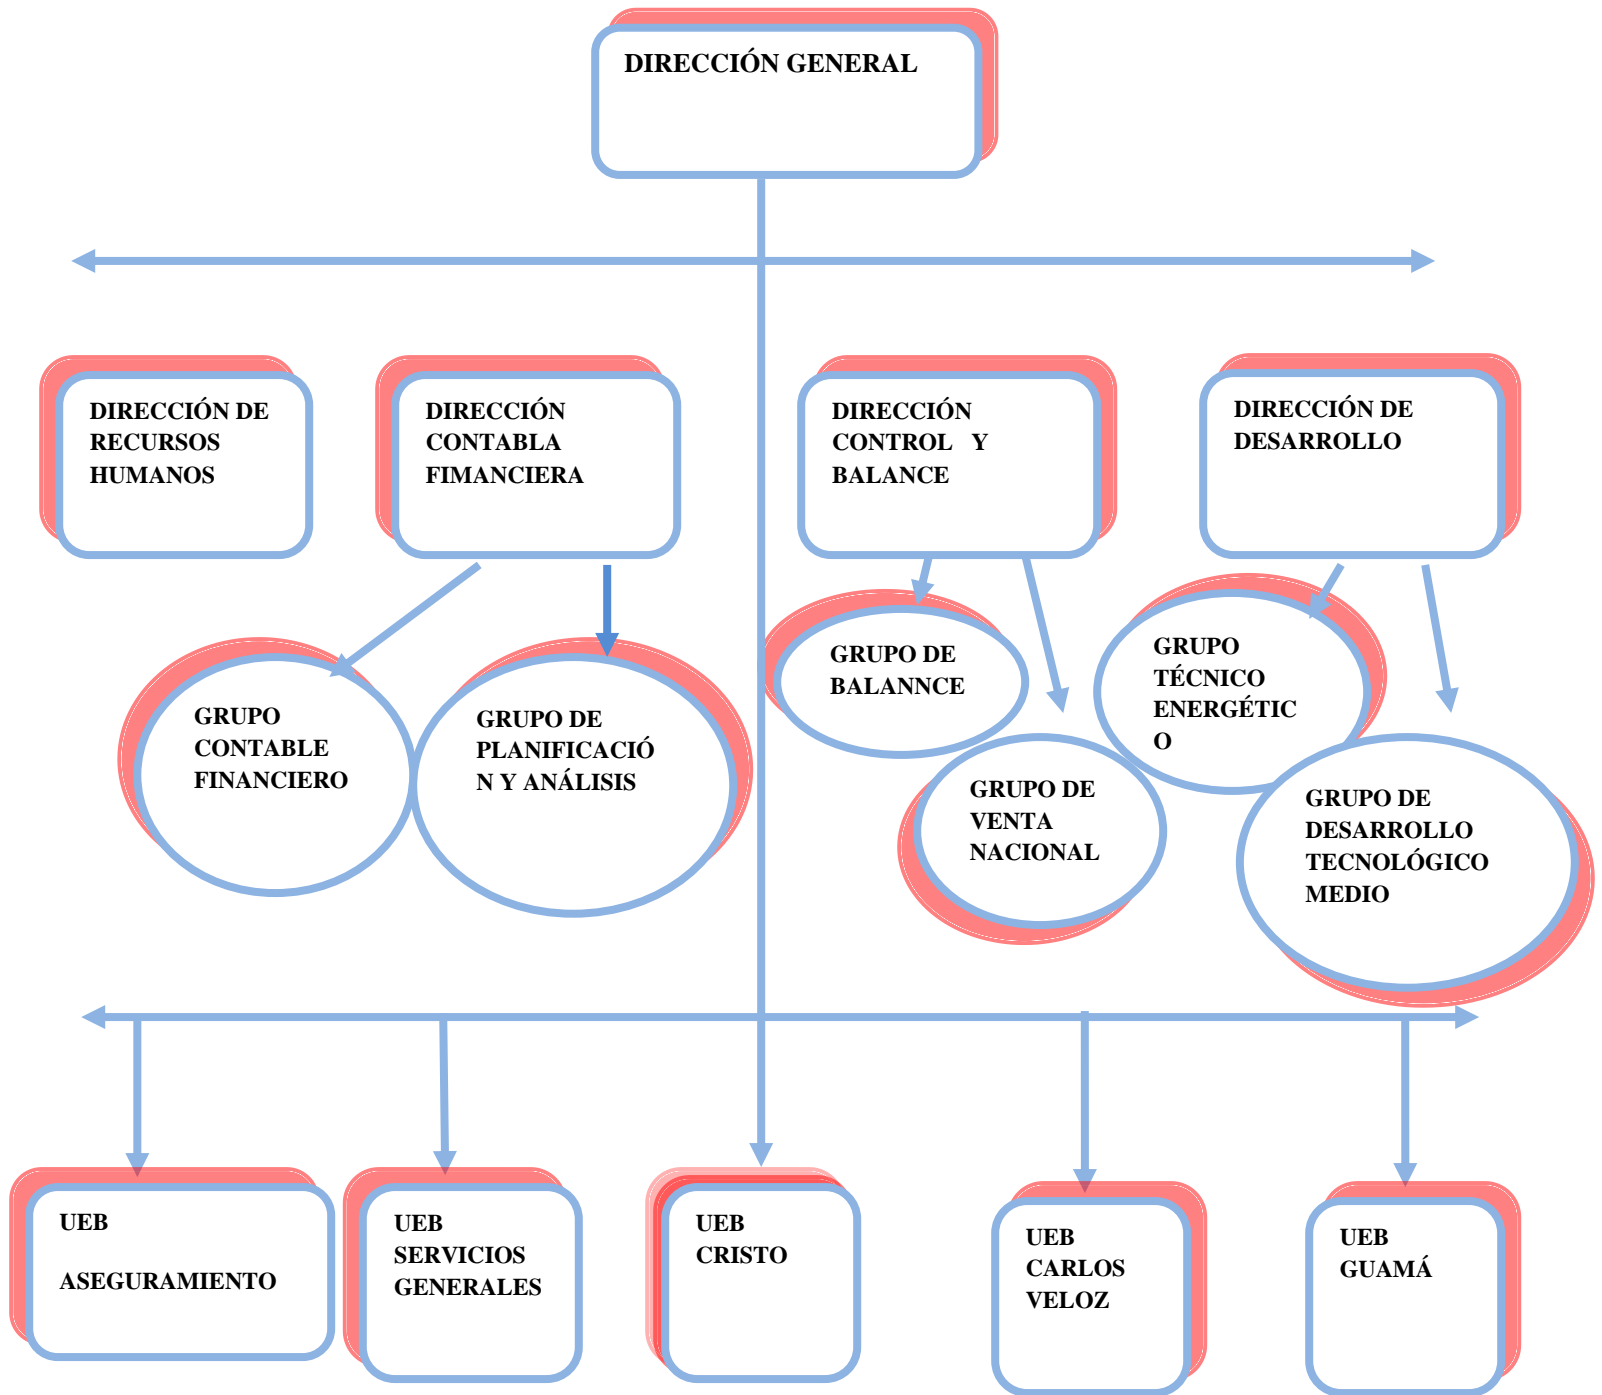 DIRECCIÓN GENERAL
DIRECCIÓN DE
RECURSOS
HUMANOS
DIRECCIÓN
CONTABLA
FIMANCIERA
DIRECCIÓN
CONTROL Y
BALANCE
DIRECCIÓN DE
DESARROLLO
GRUPO
CONTABLE
FINANCIERO
GRUPO DE
PLANIFICACIÓ
N Y ANÁLISIS
GRUPO DE
BALANNCE
GRUPO DE
VENTA
NACIONAL
GRUPO
TÉCNICO
ENERGÉTIC
O
GRUPO DE
DESARROLLO
TECNOLÓGICO
MEDIO
UEB
ASEGURAMIENTO
UEB
SERVICIOS
GENERALES
UEB
CRISTO
UEB
CARLOS
VELOZ
UEB
GUAMÁ